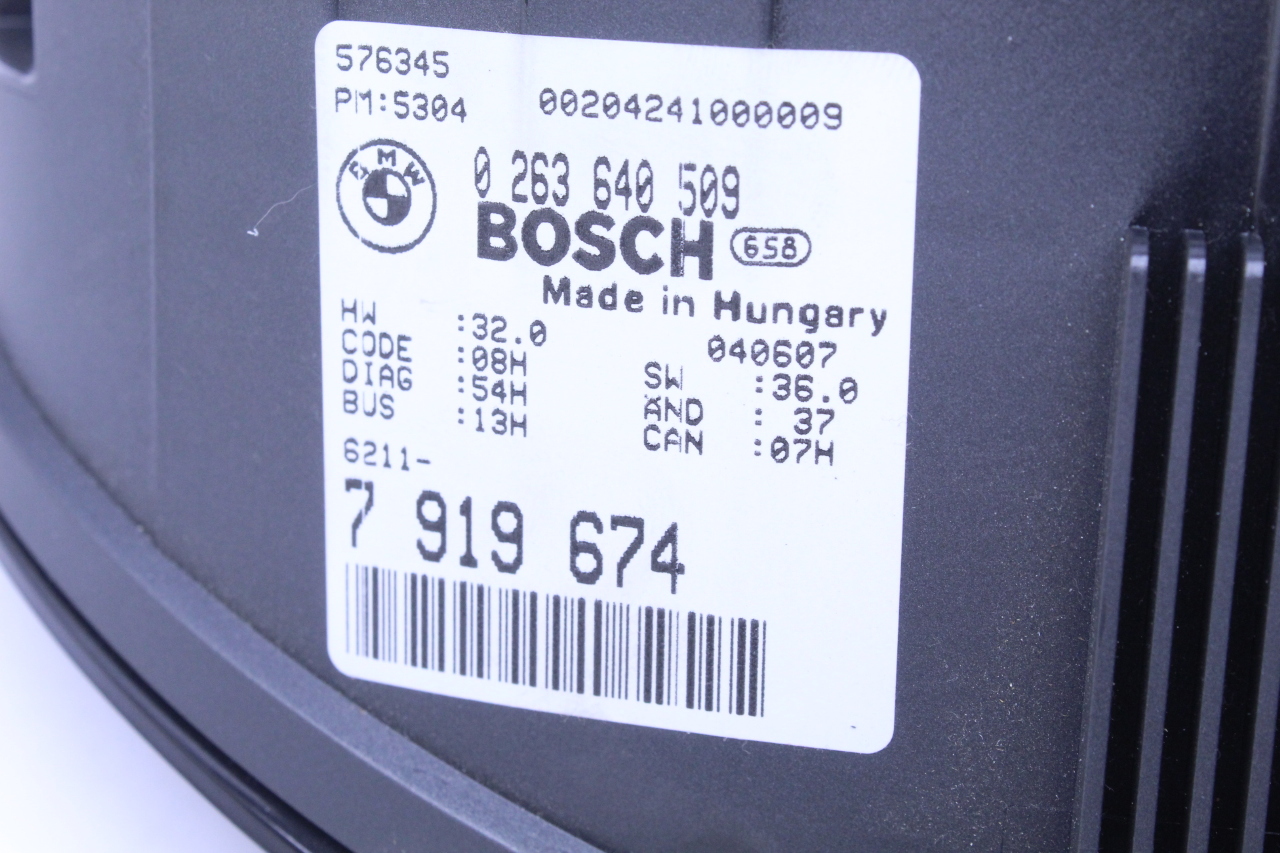 576345
PM:5304 00204241000009
BMW
0 263 640 509
BOSCH 658
Made in Hungary
HW :32.0 040607
CODE :08H SW :36.0
DIAG :54H ÄND : 37
BUS :13H CAN :07H
6211-
7 919 674